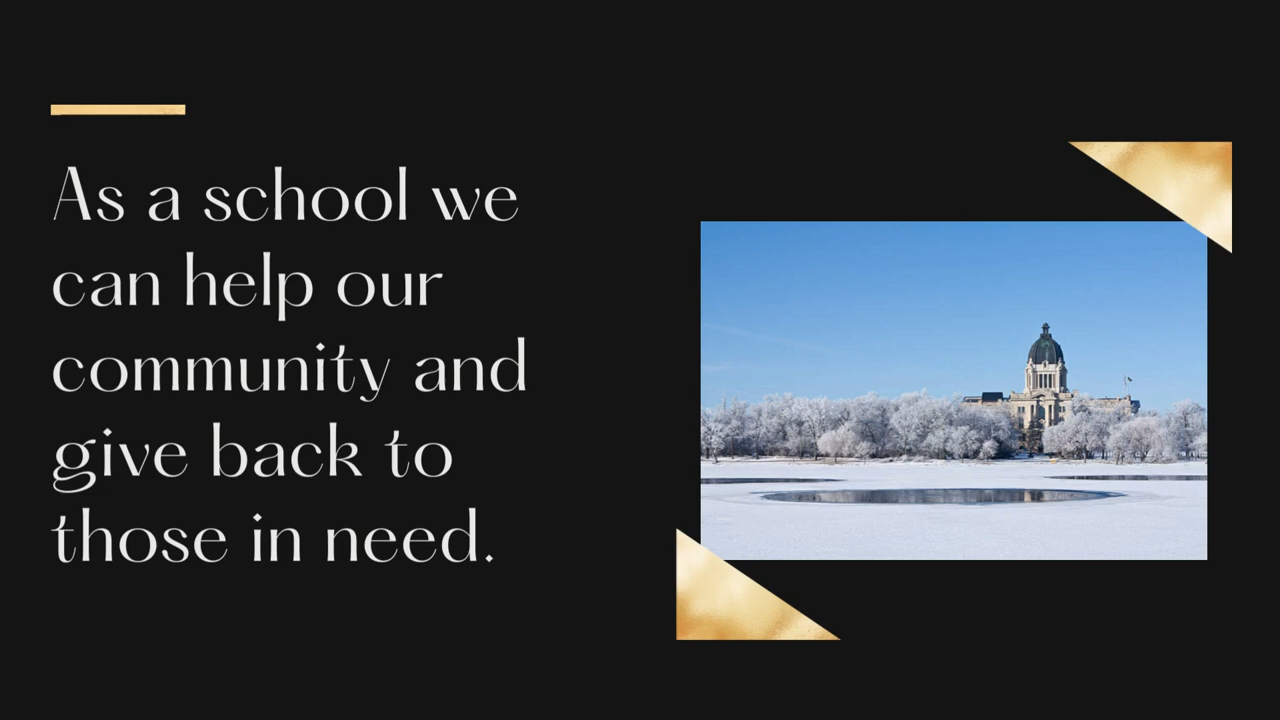 As a school we
can help our
community and
give back to
those in need.